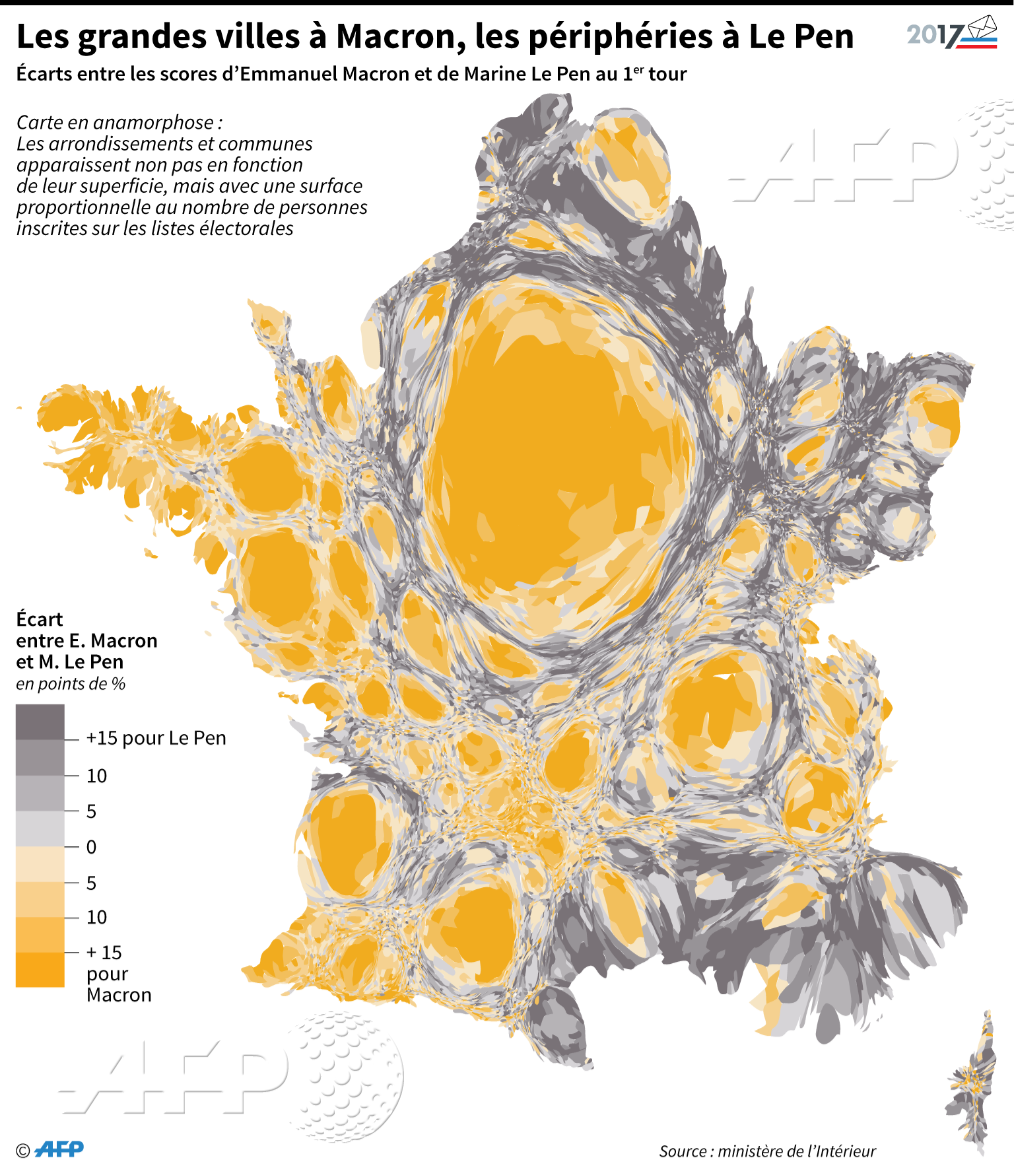 Les grandes villes à Macron, les périphéries à Le Pen
2017
Écarts entre les scores d’Emmanuel Macron et de Marine Le Pen au 1er tour
Carte en anamorphose :
Les arrondissements et communes
apparaissent non pas en fonction
de leur superficie, mais avec une surface
proportionnelle au nombre de personnes
inscrites sur les listes électorales
AFP
Écart
entre E. Macron
et M. Le Pen
en points de %
+15 pour Le Pen
10
5
0
5
10
+ 15
pour
Macron
AFP
© AFP
Source : ministère de l’Intérieur